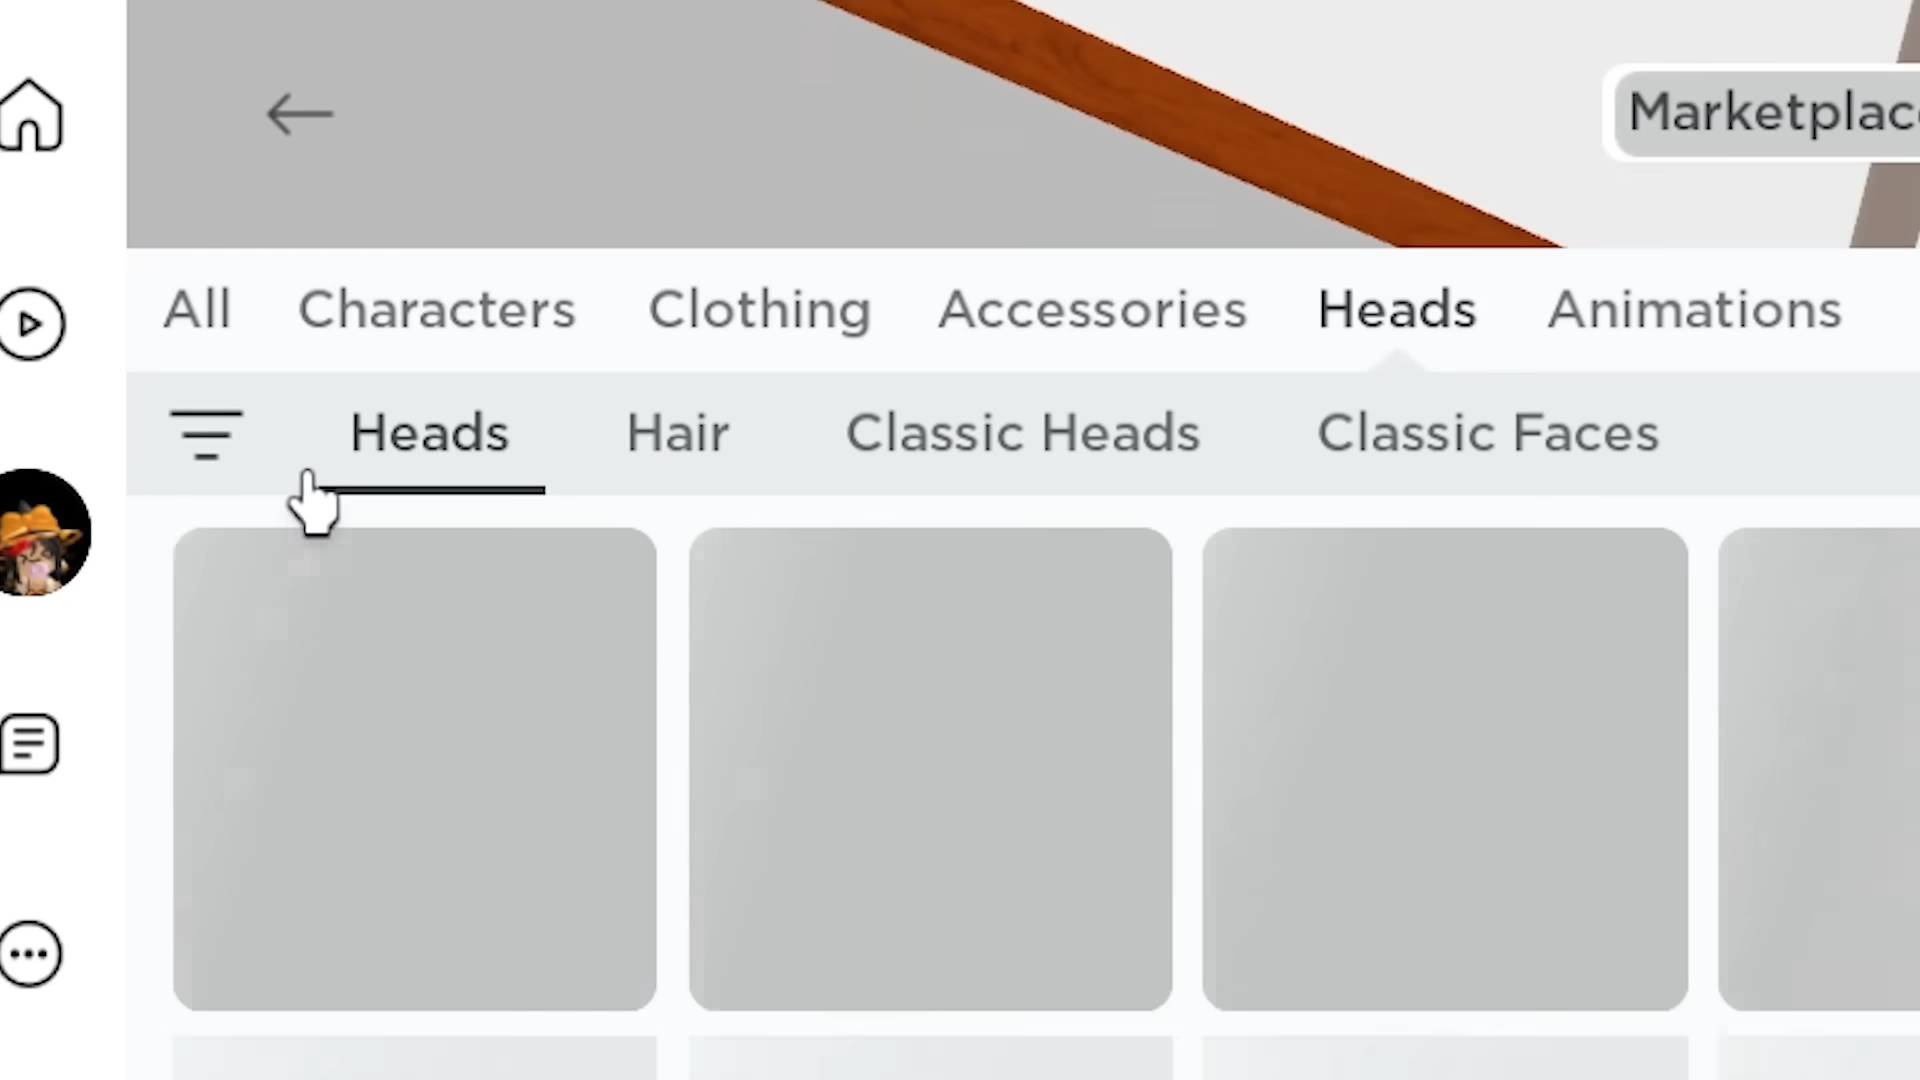 Marketplac
All Characters Clothing Accessories Heads Animations
Heads Hair Classic Heads Classic Faces